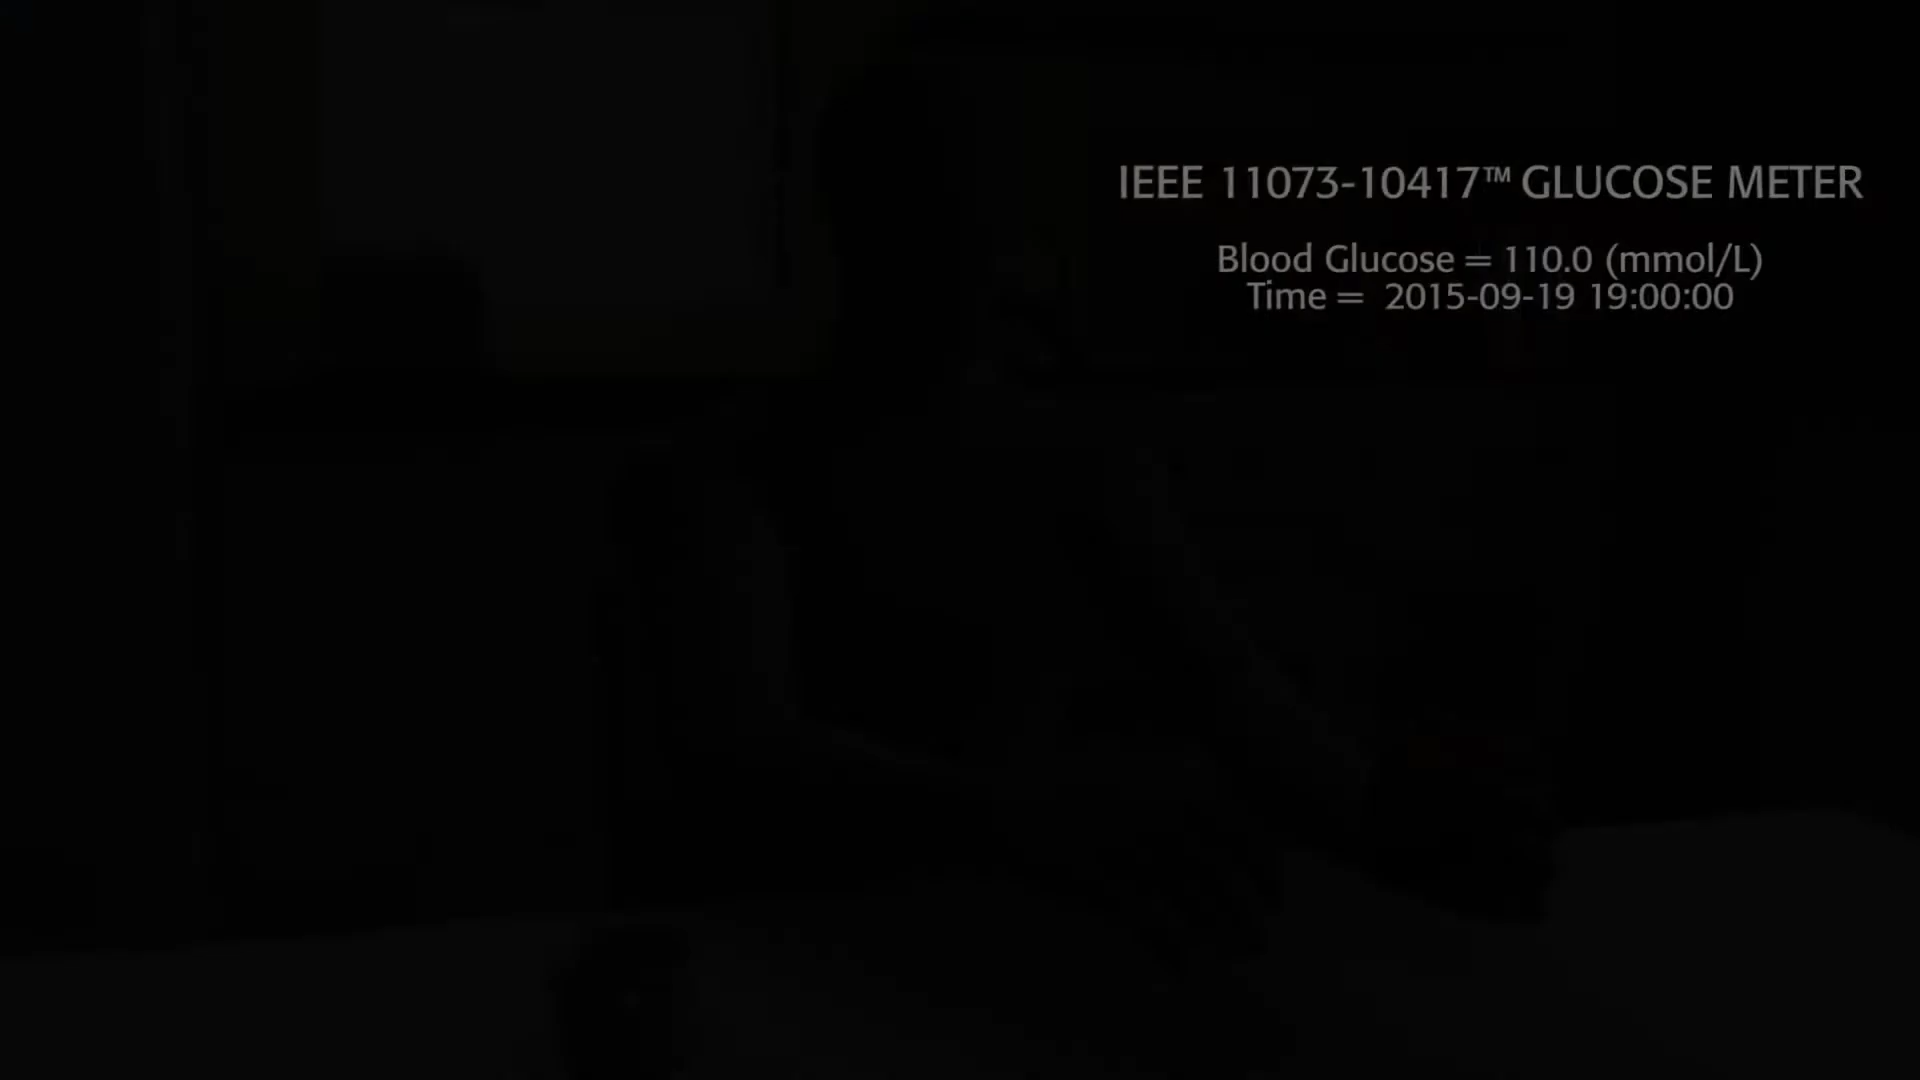 IEEE 11073-10417™ GLUCOSE METER
Blood Glucose = 110.0 (mmol/L)
Time = 2015-09-19 19:00:00